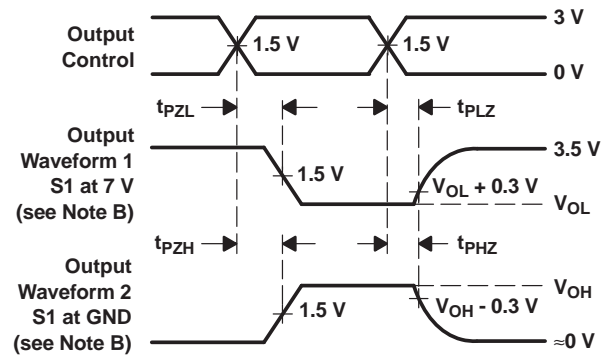 Output
Control
1.5 V
1.5 V
3 V
0 V
tPZL
tPLZ
Output
Waveform 1
S1 at 7 V
(see Note B)
1.5 V
VOL + 0.3 V
3.5 V
VOL
tPZH
tPHZ
Output
Waveform 2
S1 at GND
(see Note B)
1.5 V
VOH - 0.3 V
VOH
≈0 V